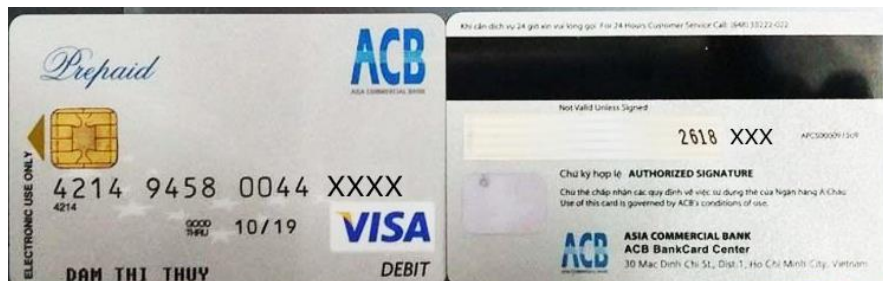 Prepaid
ACB
ASIA COMMERCIAL BANK
ELECTRONIC USE ONLY
4214 9458 0044 XXXX
4214
GOOD THRU 10/19
VISA
DAM THI THUY
DEBIT
Khi cần dịch vụ 24 giờ xin vui lòng gọi For 24 Hours Customer Service Call:
Not Valid Unless Signed
2618 XXX
Chữ ký hợp lệ AUTHORIZED SIGNATURE
Chủ thẻ chấp nhận các quy định về việc sử dụng thẻ của Ngân hàng Á Châu
Use of this card is governed by ACB's conditions of use.
ACB
ASIA COMMERCIAL BANK
ACB BankCard Center
30 Mac Dinh Chi St., Dist.1, Ho Chi Minh City, Vietnam